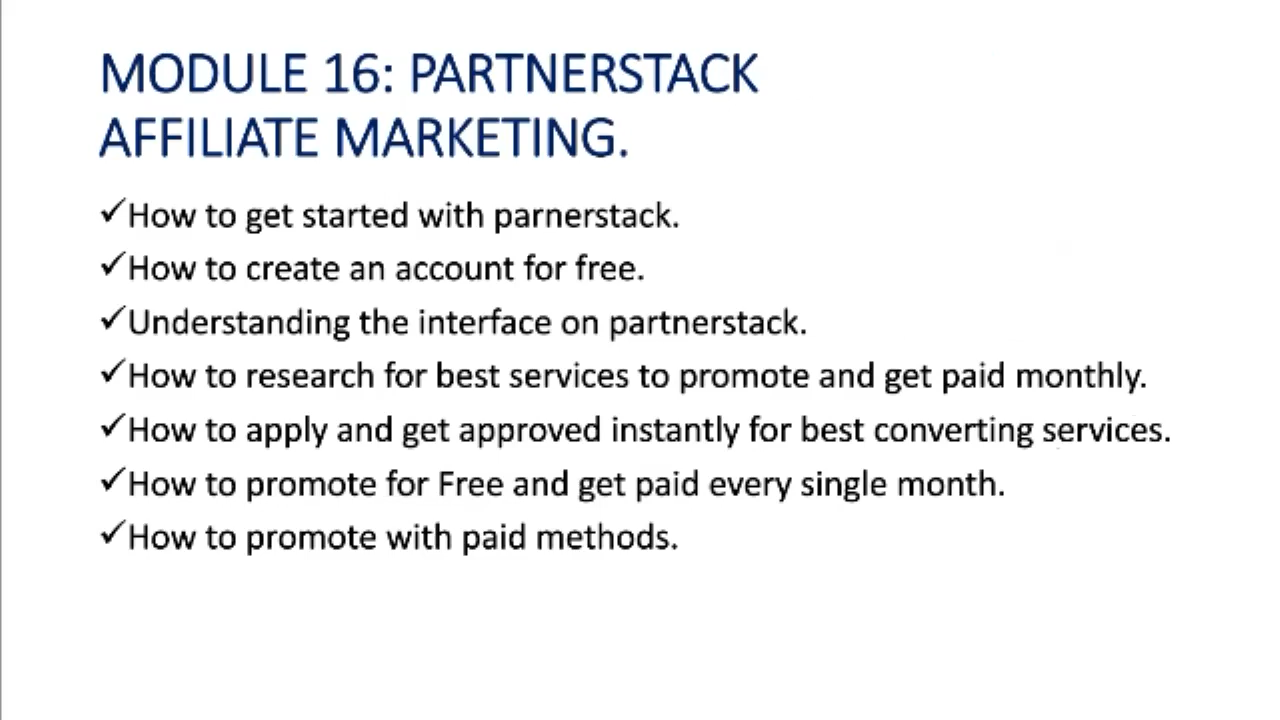 MODULE 16: PARTNERSTACK
AFFILIATE MARKETING.
✓How to get started with parnerstack.
✓How to create an account for free.
✓Understanding the interface on partnerstack.
✓How to research for best services to promote and get paid monthly.
✓How to apply and get approved instantly for best converting services.
✓How to promote for Free and get paid every single month.
✓How to promote with paid methods.